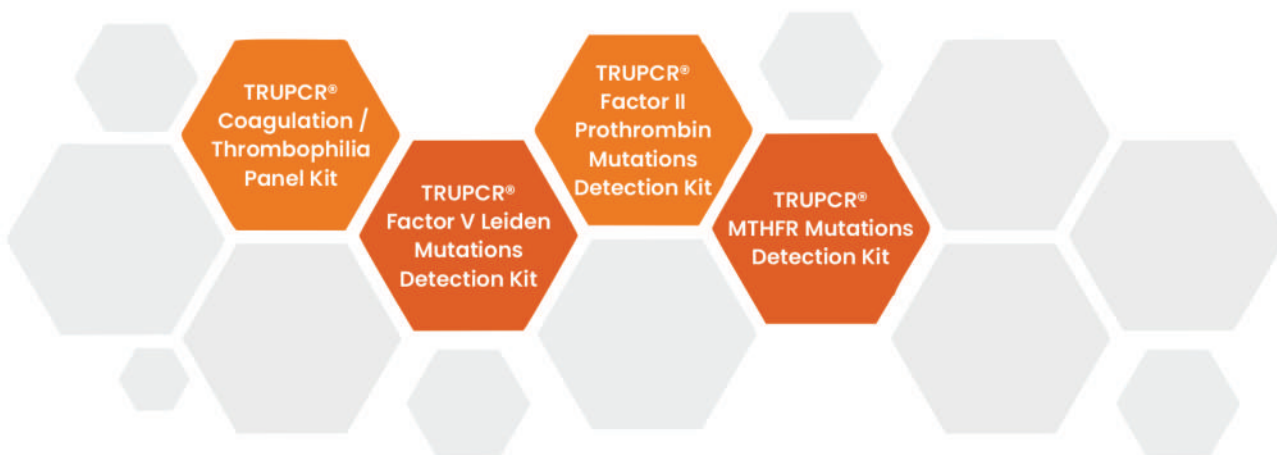 TRUPCR®
Coagulation /
Thrombophilia
Panel Kit
TRUPCR®
Factor V Leiden
Mutations
Detection Kit
TRUPCR®
Factor II
Prothrombin
Mutations
Detection Kit
TRUPCR®
MTHFR Mutations
Detection Kit